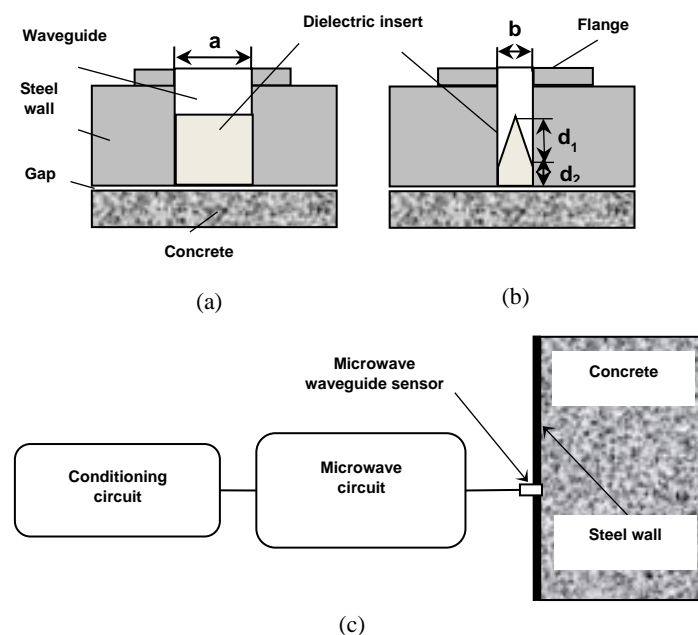 Waveguide
a
Dielectric insert
b
Flange
Steel
wall
d₁
d₂
Gap
Concrete
(a)
(b)
Microwave
waveguide sensor
Concrete
Conditioning
circuit
Microwave
circuit
Steel wall
(c)